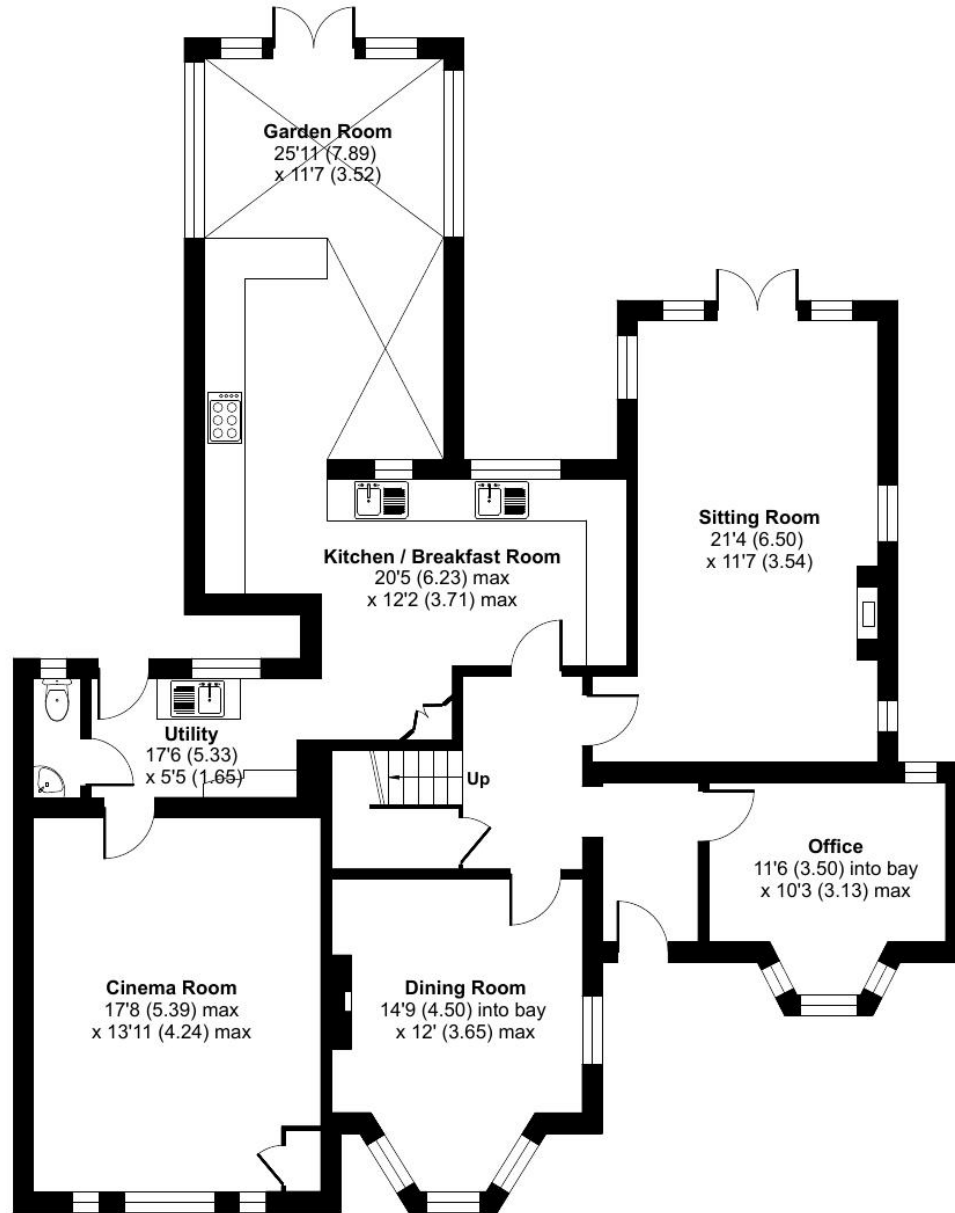 Garden Room
25'11 (7.89)
x 11'7 (3.52)
Sitting Room
21'4 (6.50)
x 11'7 (3.54)
Kitchen / Breakfast Room
20'5 (6.23) max
x 12'2 (3.71) max
Utility
17'6 (5.33)
x 5'5 (1.65)
Up
Office
11'6 (3.50) into bay
x 10'3 (3.13) max
Cinema Room
17'8 (5.39) max
x 13'11 (4.24) max
Dining Room
14'9 (4.50) into bay
x 12' (3.65) max